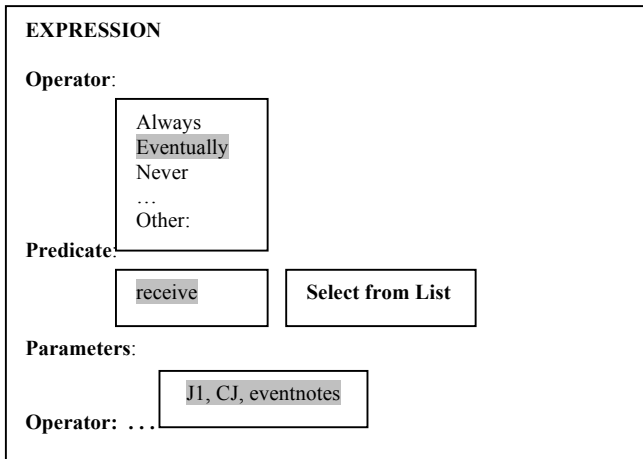 EXPRESSION
Operator:
Always
Eventually
Never
…
Other:
Predicate:
receive
Select from List
Parameters:
J1, CJ, eventnotes
Operator: . . .